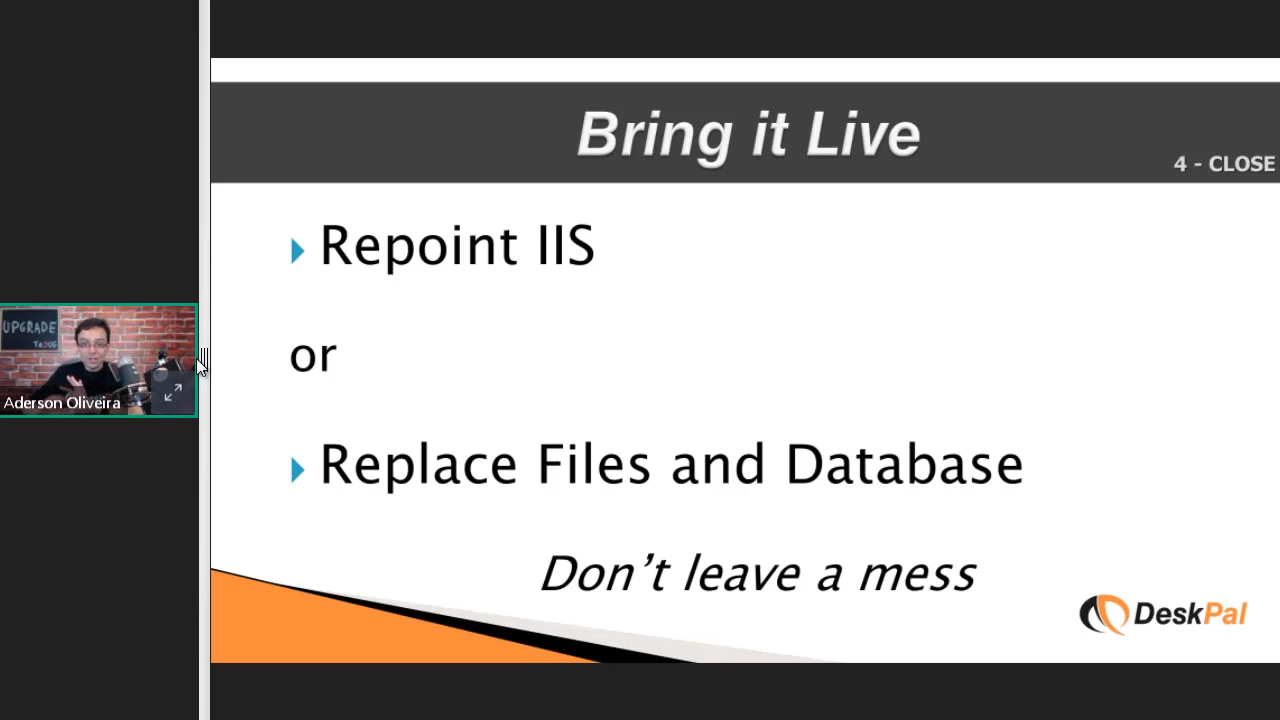 Bring it Live
4 - CLOSE
Repoint IIS
or
Replace Files and Database
Don't leave a mess
DeskPal
UPGRADE
Aderson Oliveira